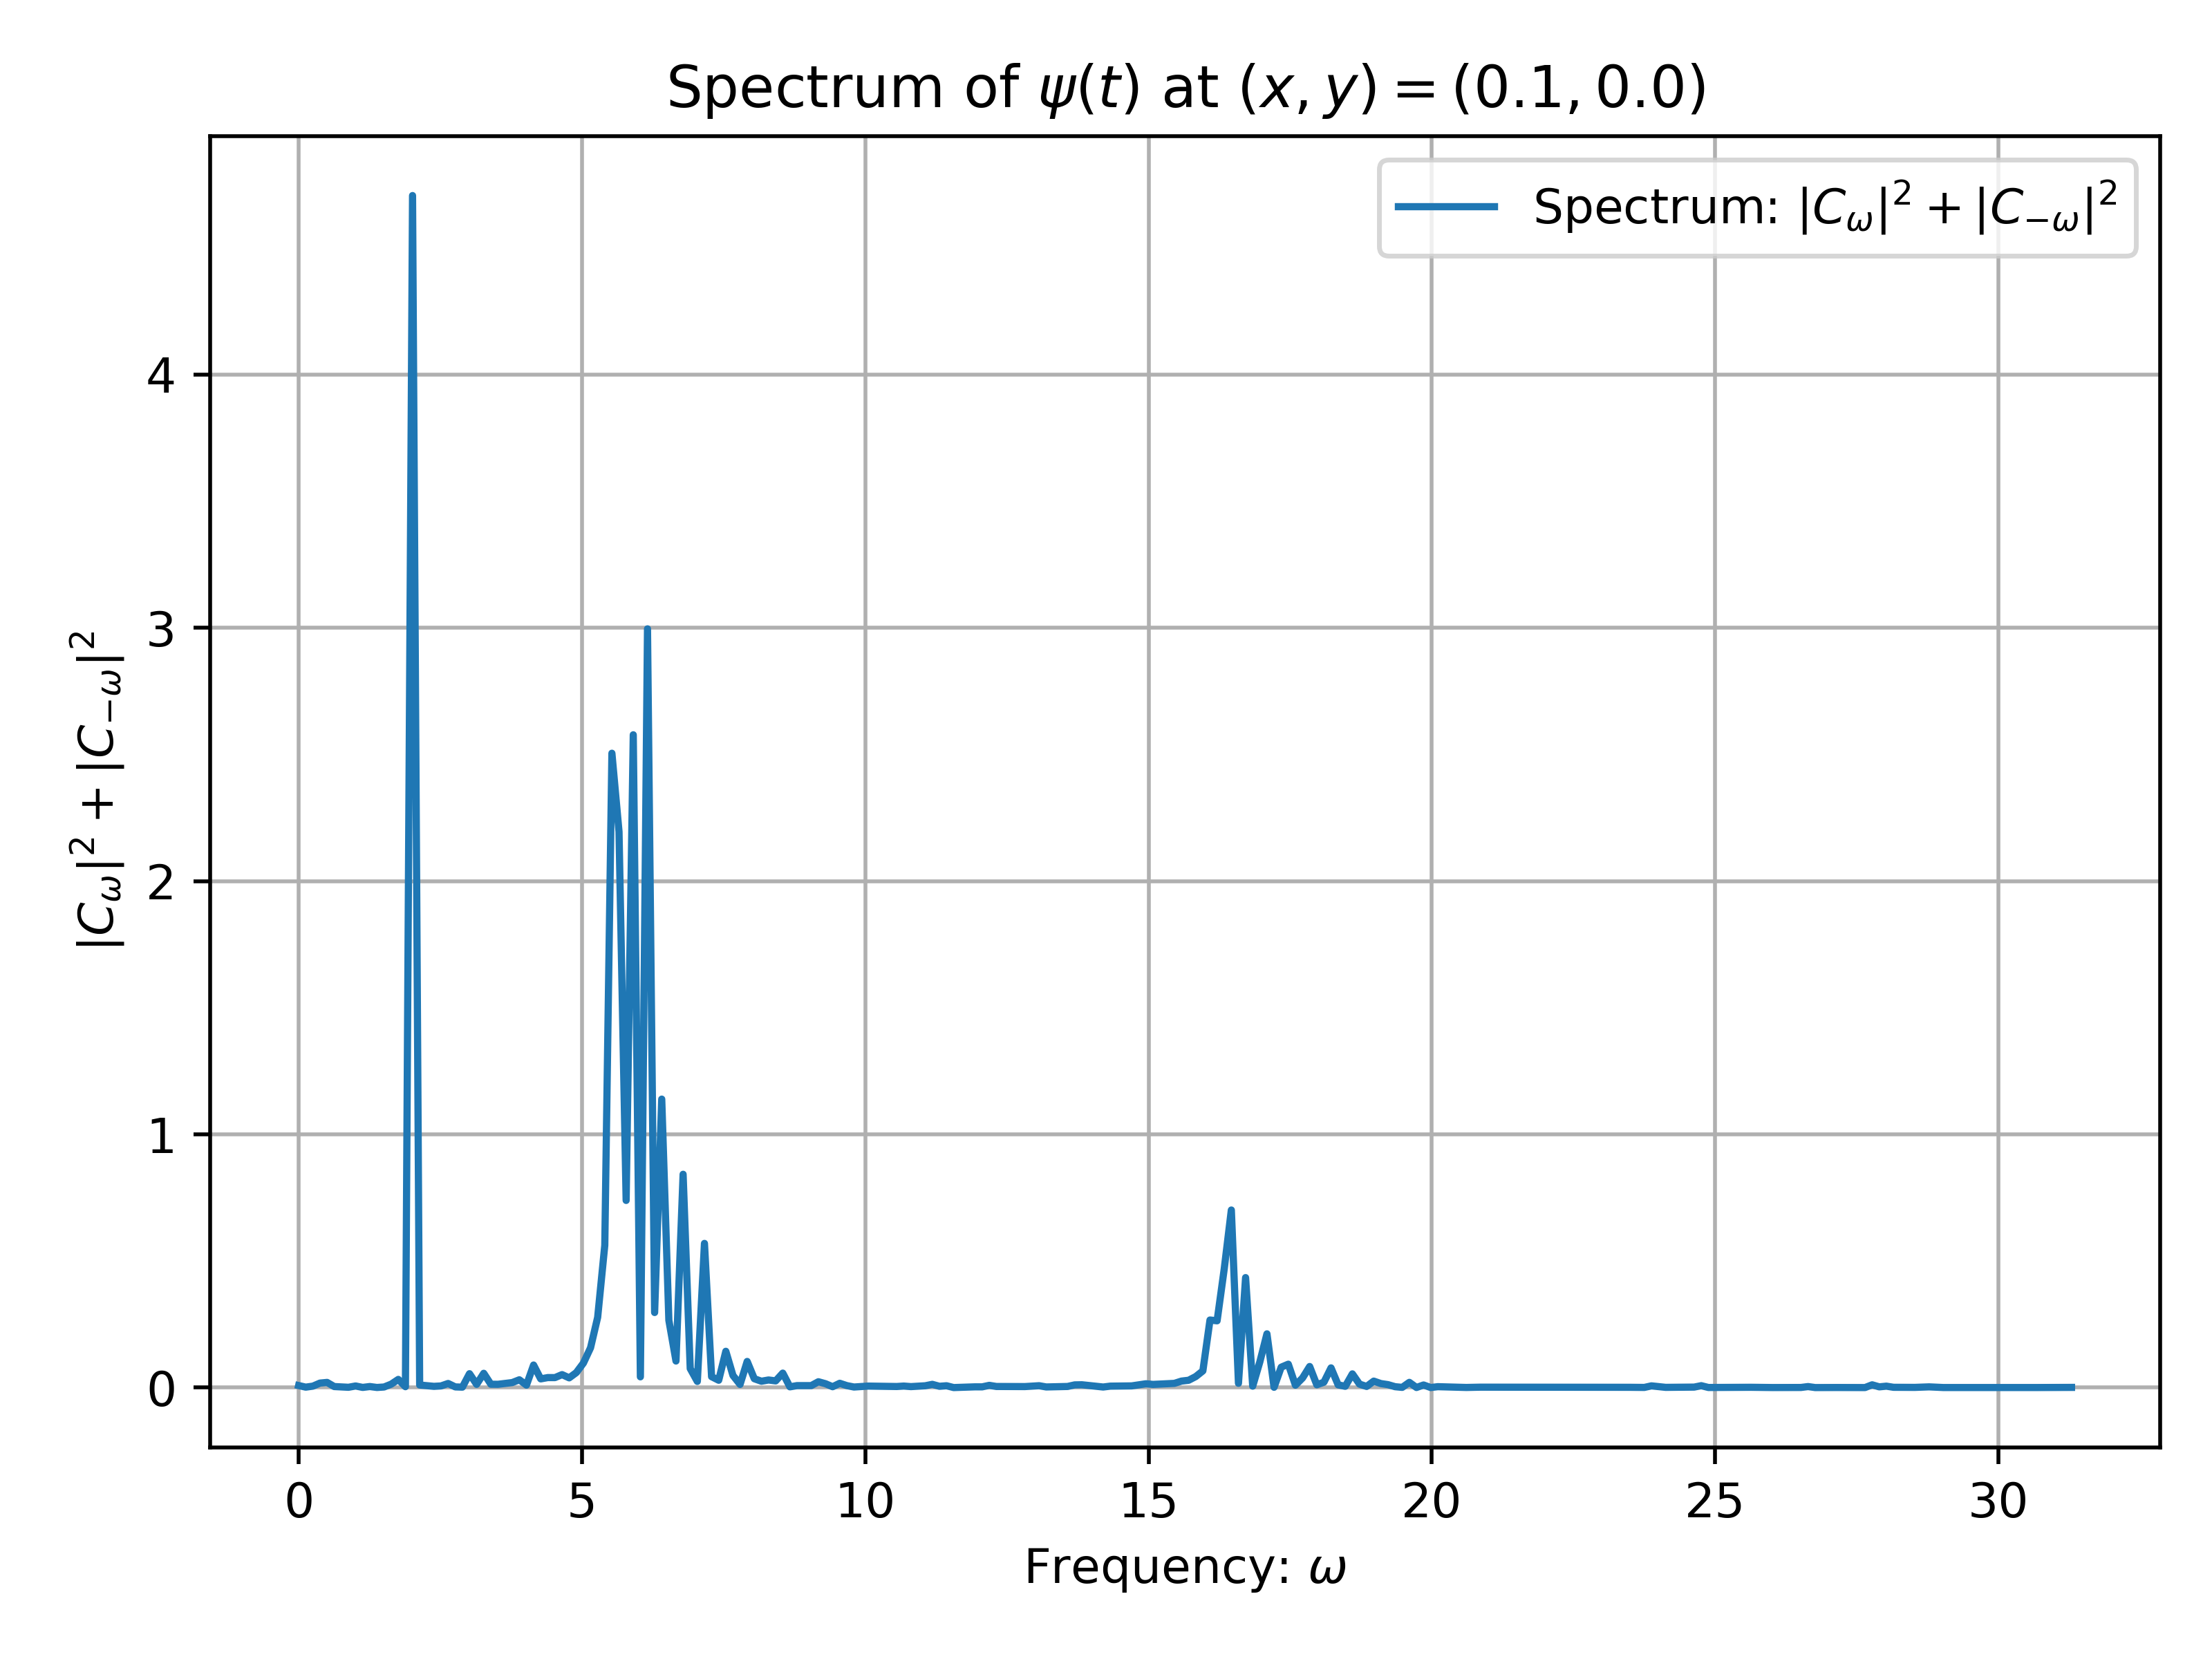 Spectrum of ψ(t) at (x, y) = (0.1, 0.0)
Spectrum: |C_ω|² + |C_−ω|²
|C_ω|² + |C_−ω|²
4
3
2
1
0
0 5 10 15 20 25 30
Frequency: ω